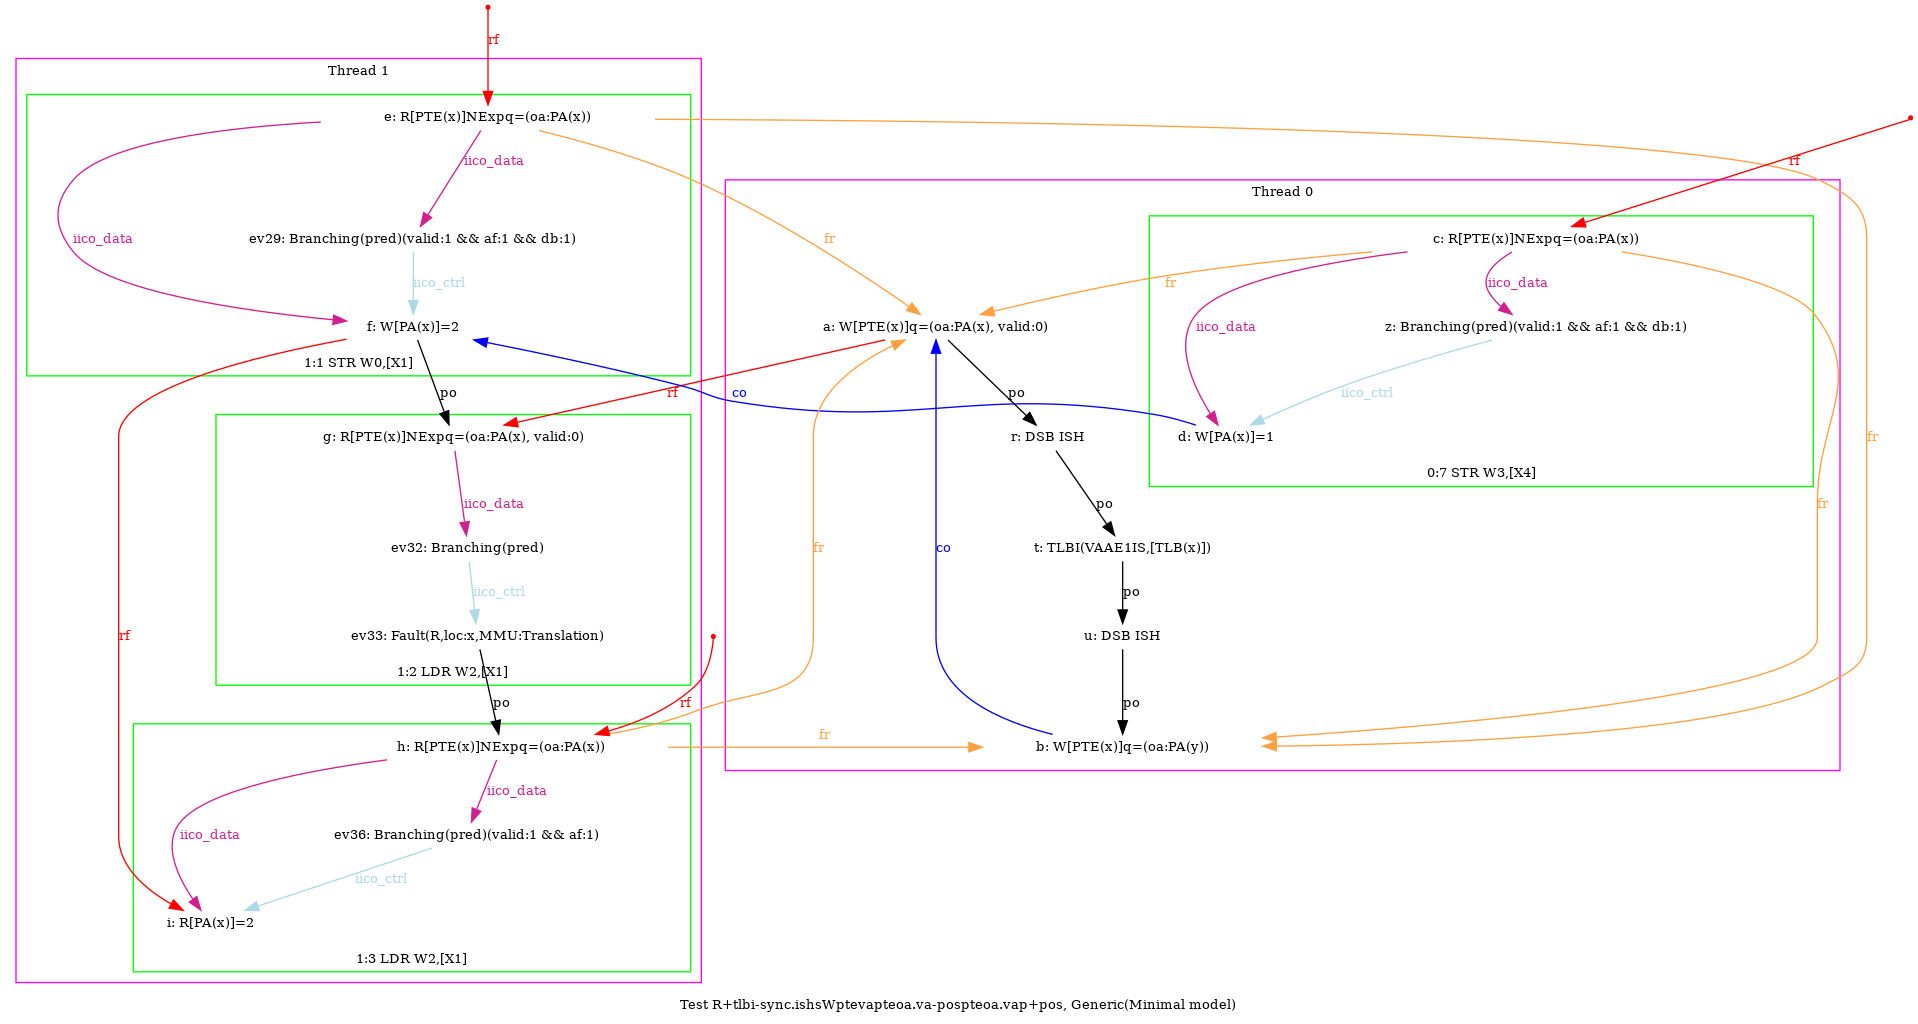 rf
Thread 1
e: R[PTE(x)]NExpq=(oa:PA(x))
iico_data
rf
Thread 0
iico_data
ev29: Branching(pred)(valid:1 && af:1 && db:1)
fr
c: R[PTE(x)]NExpq=(oa:PA(x))
iico_ctrl
fr
iico_data
f: W[PA(x)]=2
a: W[PTE(x)]q=(oa:PA(x), valid:0)
iico_data
z: Branching(pred)(valid:1 && af:1 && db:1)
1:1 STR W0,[X1]
po
rf
co
po
iico_ctrl
g: R[PTE(x)]NExpq=(oa:PA(x), valid:0)
r: DSB ISH
d: W[PA(x)]=1
fr
0:7 STR W3,[X4]
iico_data
po
fr
ev32: Branching(pred)
fr
co
t: TLBI(VAAE1IS,[TLB(x)])
iico_ctrl
po
rf
ev33: Fault(R,loc:x,MMU:Translation)
u: DSB ISH
1:2 LDR W2,[X1]
po
rf
po
fr
h: R[PTE(x)]NExpq=(oa:PA(x))
b: W[PTE(x)]q=(oa:PA(y))
iico_data
iico_data
ev36: Branching(pred)(valid:1 && af:1)
iico_ctrl
i: R[PA(x)]=2
1:3 LDR W2,[X1]
Test R+tlbi-sync.ishsWptevapteoa.va-pospteoa.vap+pos, Generic(Minimal model)